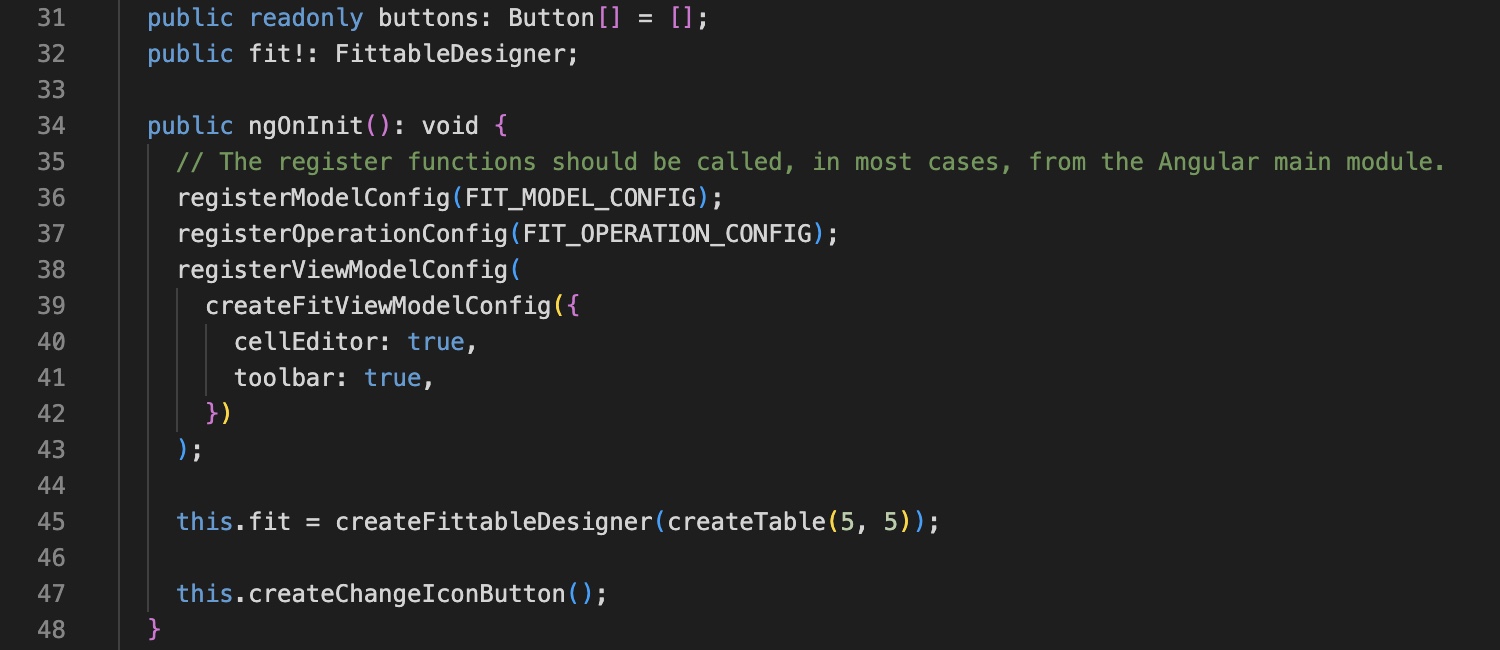 31 public readonly buttons: Button[] = [];
32 public fit!: FittableDesigner;
33
34 public ngOnInit(): void {
35 // The register functions should be called, in most cases, from the Angular main module.
36 registerModelConfig(FIT_MODEL_CONFIG);
37 registerOperationConfig(FIT_OPERATION_CONFIG);
38 registerViewModelConfig(
39 createFitViewModelConfig({
40 cellEditor: true,
41 toolbar: true,
42 })
43 );
44
45 this.fit = createFittableDesigner(createTable(5, 5));
46
47 this.createChangeIconButton();
48 }